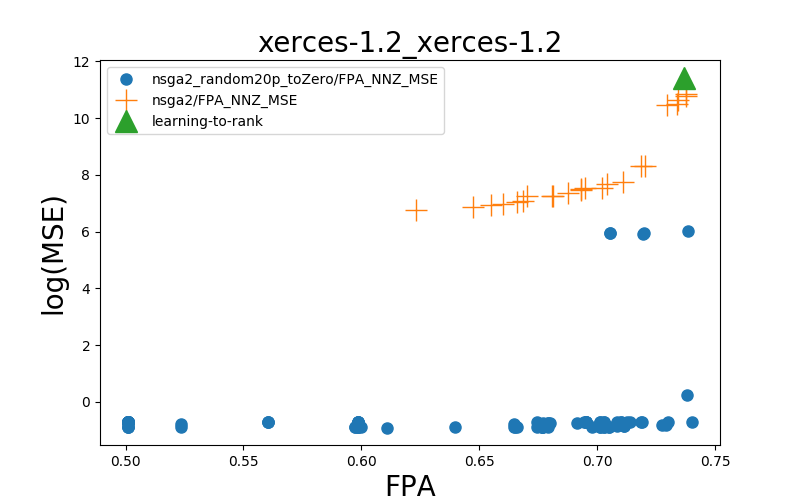 xerces-1.2_xerces-1.2
nsga2_random20p_toZero/FPA_NNZ_MSE
nsga2/FPA_NNZ_MSE
learning-to-rank
log(MSE)
12
10
8
6
4
2
0
0.50 0.55 0.60 0.65 0.70 0.75
FPA